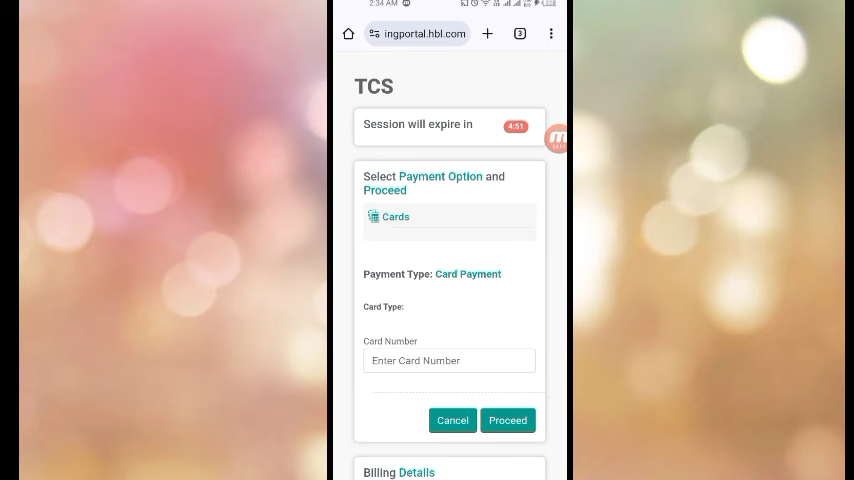 2:34 AM
ingportal.hbl.com
3
TCS
Session will expire in
4:51
Select Payment Option and
Proceed
Cards
Payment Type: Card Payment
Card Type:
Card Number
Enter Card Number
Cancel Proceed
Billing Details